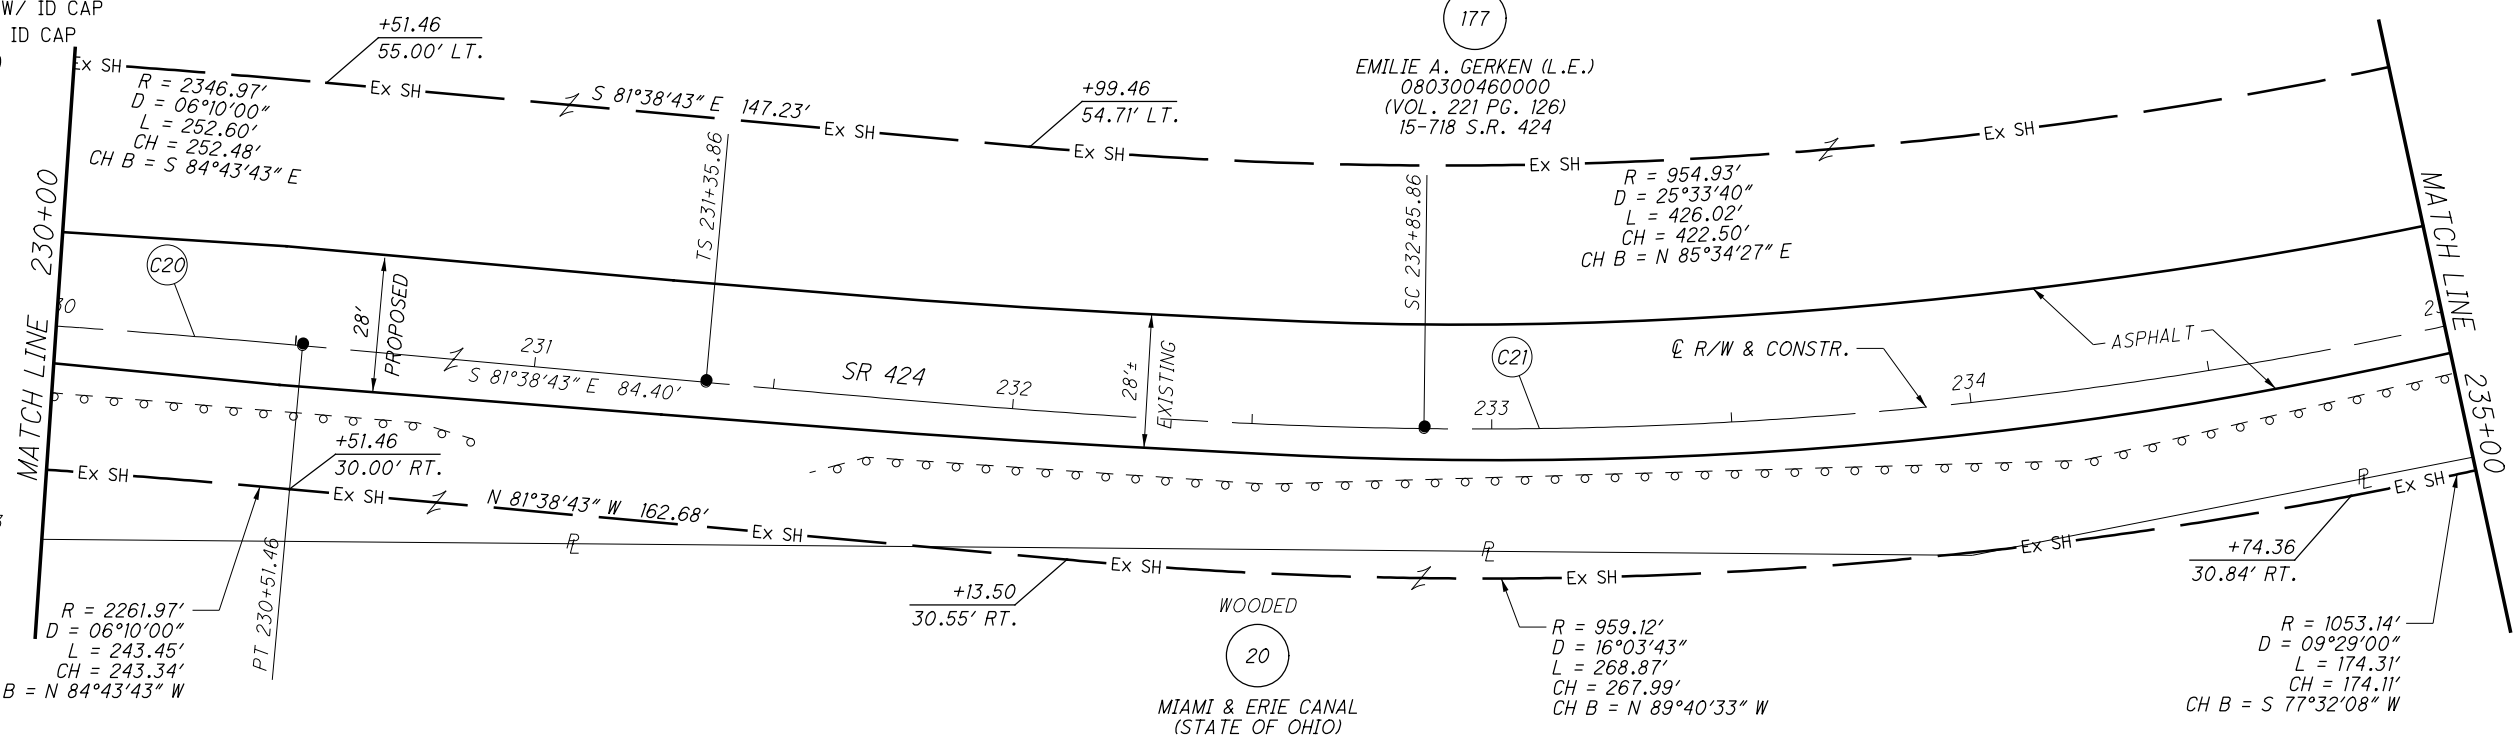 W/ ID CAP
ID CAP
+51.46
55.00' LT.
177
EMILIE A. GERKEN (L.E.)
080300460000
(VOL. 221 PG. 126)
15-718 S.R. 424
Ex SH
Ex SH
S 81°38'43" E 147.23'
Ex SH
+99.46
54.71' LT.
Ex SH
Ex SH
Ex SH
R = 2346.97'
D = 06°10'00"
L = 252.60'
CH = 252.48'
CH B = S 84°43'43" E
TS 231+35.86
SC 232+85.86
R = 954.93'
D = 25°33'40"
L = 426.02'
CH = 422.50'
CH B = N 85°34'27" E
MATCH LINE 230+00
MATCH LINE 235+00
C20
28'
PROPOSED
231
S 81°38'43" E 84.40'
SR 424
232
28'±
EXISTING
233
C21
℄ R/W & CONSTR.
234
ASPHALT
+51.46
30.00' RT.
Ex SH
Ex SH
N 81°38'43" W 162.68'
Ex SH
Ex SH
Ex SH
Ex SH
Ex SH
PL
PL
PL
PT 230+51.46
+13.50
30.55' RT.
+74.36
30.84' RT.
WOODED
20
MIAMI & ERIE CANAL
(STATE OF OHIO)
R = 2261.97'
D = 06°10'00"
L = 243.45'
CH = 243.34'
B = N 84°43'43" W
R = 959.12'
D = 16°03'43"
L = 268.87'
CH = 267.99'
CH B = N 89°40'33" W
R = 1053.14'
D = 09°29'00"
L = 174.31'
CH = 174.11'
CH B = S 77°32'08" W